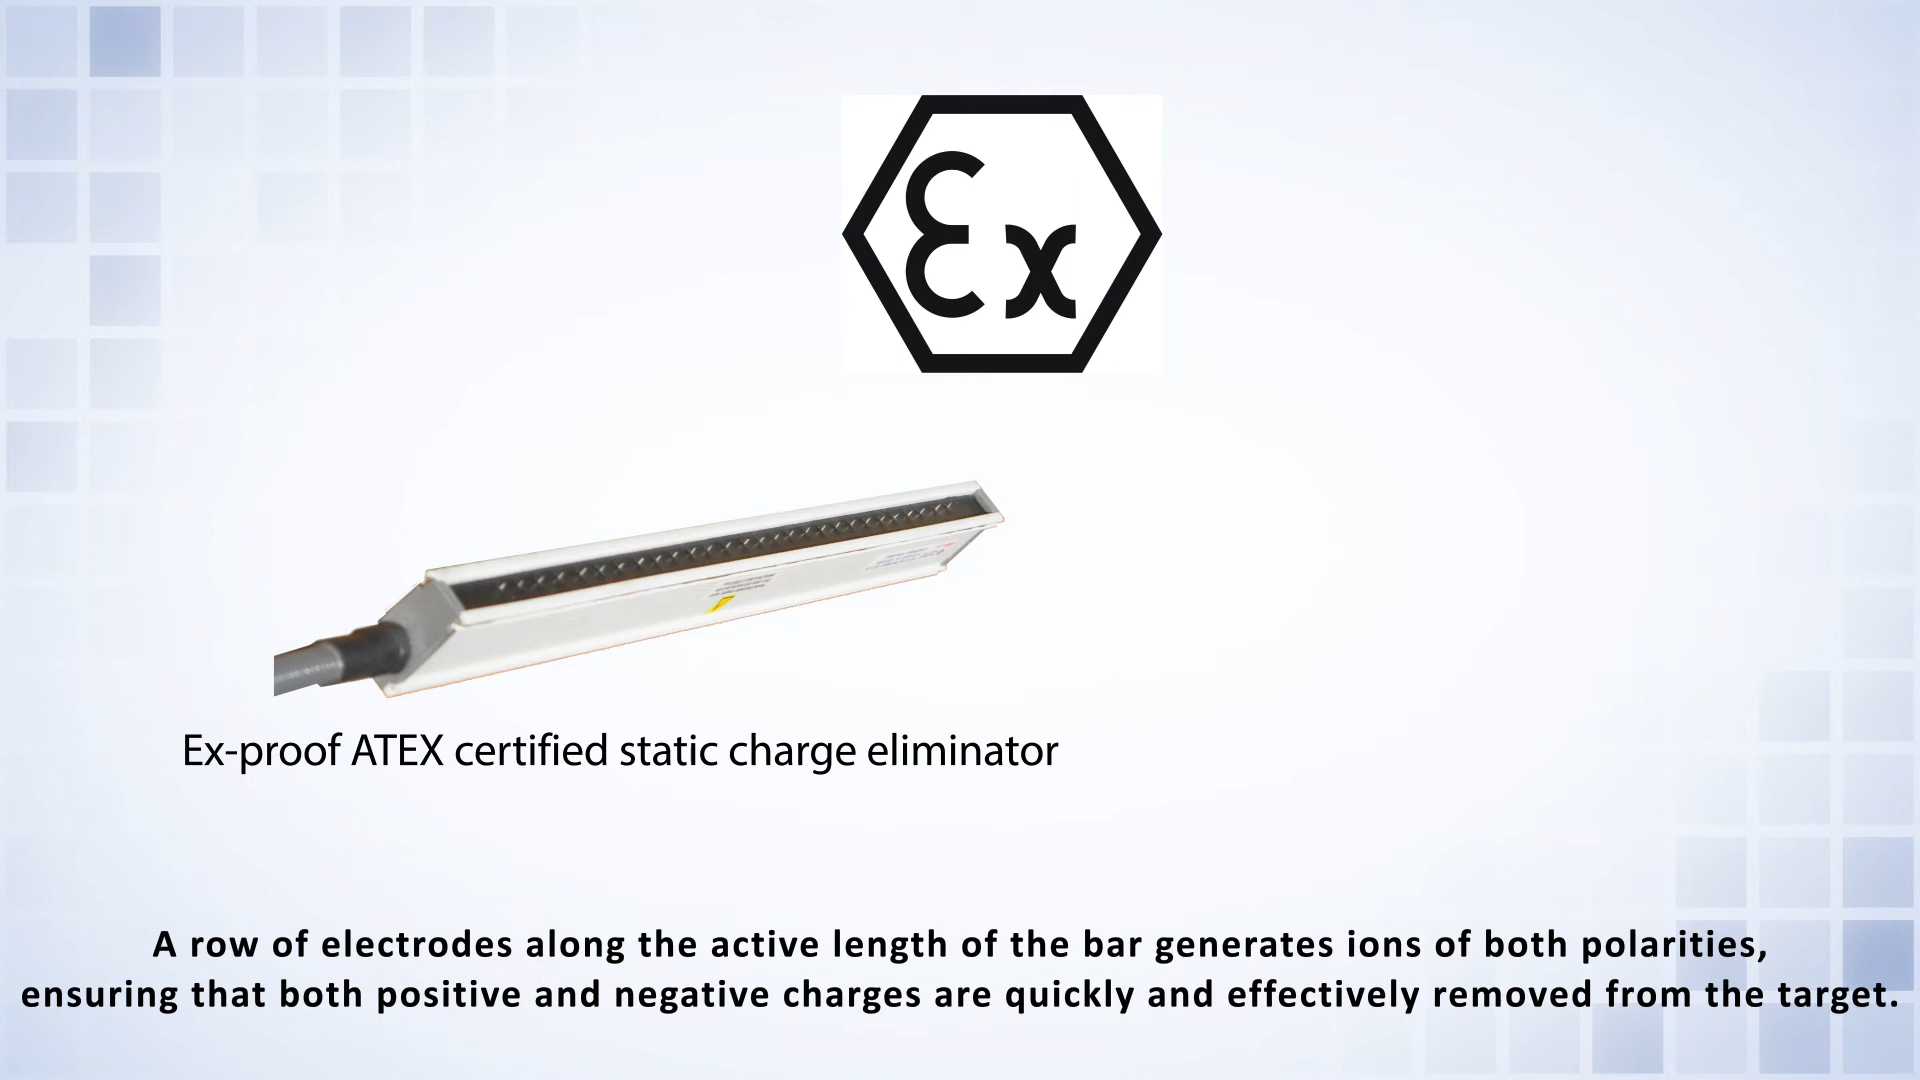 Ex
Ex-proof ATEX certified static charge eliminator
A row of electrodes along the active length of the bar generates ions of both polarities,
ensuring that both positive and negative charges are quickly and effectively removed from the target.